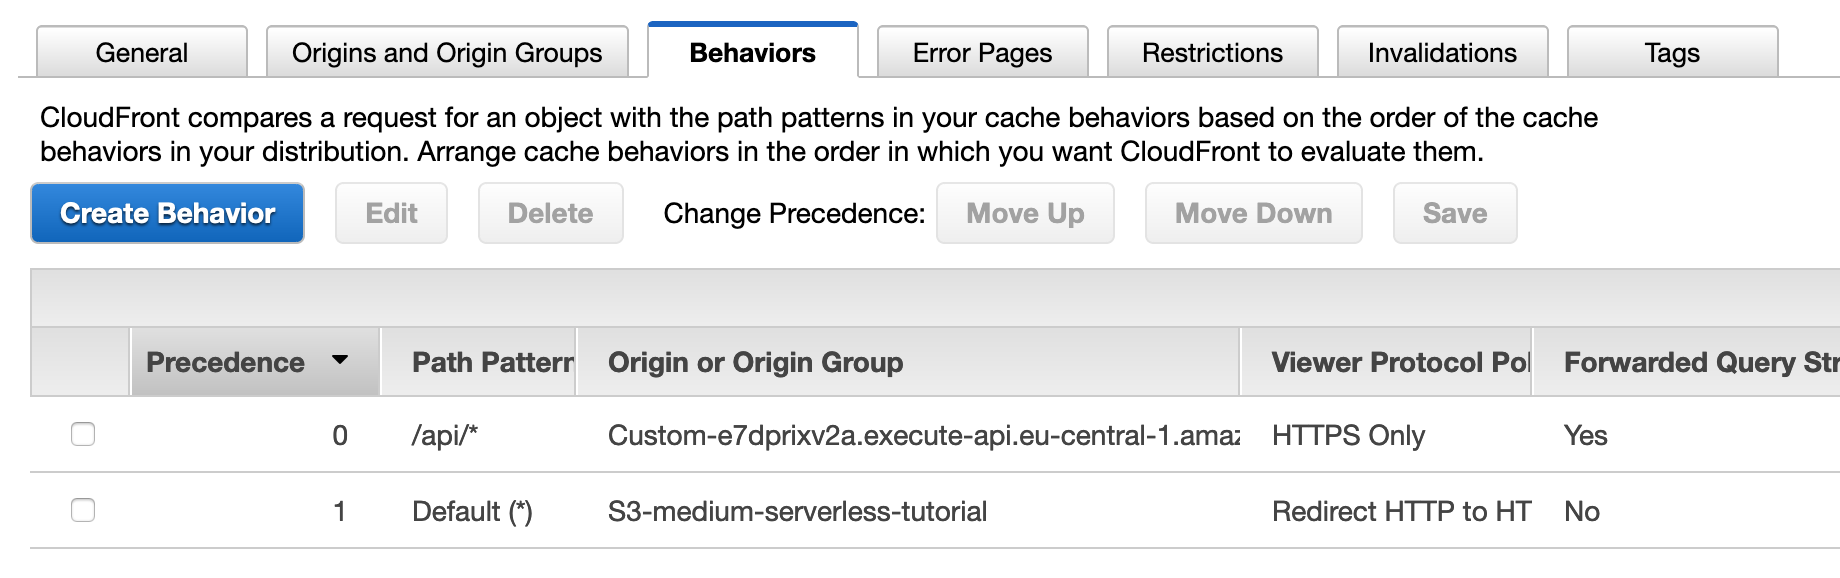 General Origins and Origin Groups Behaviors Error Pages Restrictions Invalidations Tags
CloudFront compares a request for an object with the path patterns in your cache behaviors based on the order of the cache
behaviors in your distribution. Arrange cache behaviors in the order in which you want CloudFront to evaluate them.
Create Behavior Edit Delete Change Precedence: Move Up Move Down Save
Precedence Path Pattern Origin or Origin Group Viewer Protocol Pol Forwarded Query Str
0 /api/* Custom-e7dprixv2a.execute-api.eu-central-1.amaz HTTPS Only Yes
1 Default (*) S3-medium-serverless-tutorial Redirect HTTP to HT No